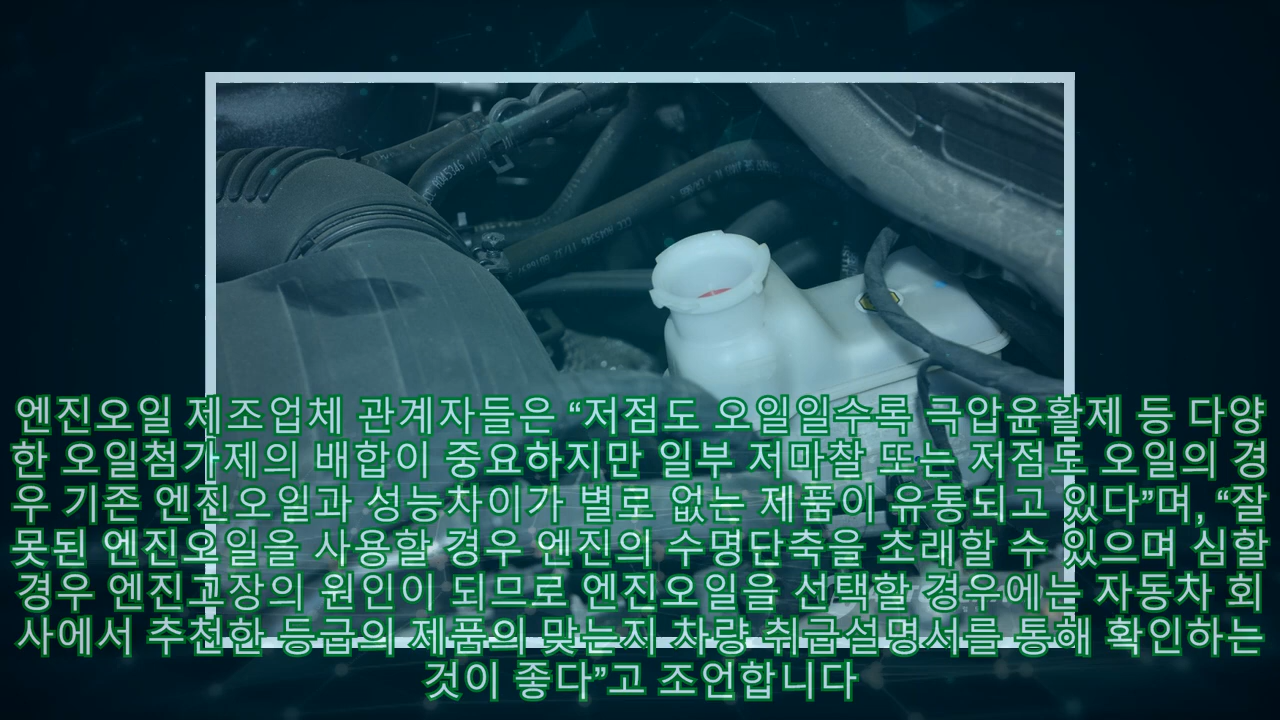 엔진오일 제조업체 관계자들은 “저점도 오일일수록 극압윤활제 등 다양
한 오일첨가제의 배합이 중요하지만 일부 저마찰 또는 저점도 오일의 경
우 기존 엔진오일과 성능차이가 별로 없는 제품이 유통되고 있다”며, “잘
못된 엔진오일을 사용할 경우 엔진의 수명단축을 초래할 수 있으며 심할
경우 엔진고장의 원인이 되므로 엔진오일을 선택할 경우에는 자동차 회
사에서 추천한 등급의 제품의 맞는지 차량 취급설명서를 통해 확인하는
것이 좋다”고 조언합니다